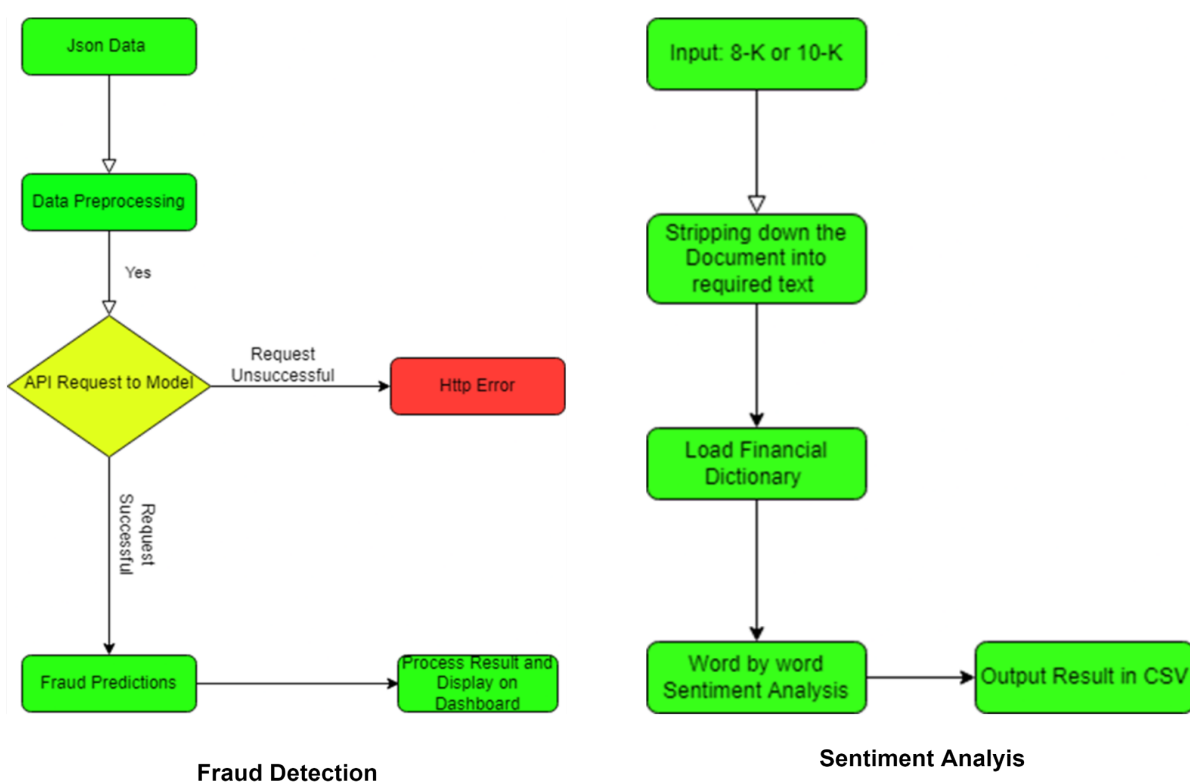 Json Data
Data Preprocessing
Yes
API Request to Model
Request
Unsuccessful
Http Error
Request
Successful
Fraud Predictions
Process Result and
Display on
Dashboard
Fraud Detection
Input: 8-K or 10-K
Stripping down the
Document into
required text
Load Financial
Dictionary
Word by word
Sentiment Analysis
Output Result in CSV
Sentiment Analyis